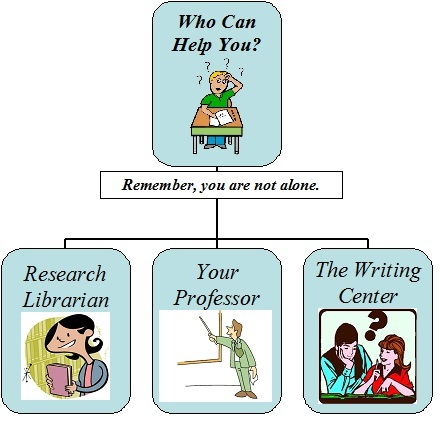 Who Can
Help You?
? ? ? ?
Remember, you are not alone.
Research
Librarian
Your
Professor
The Writing
Center
?